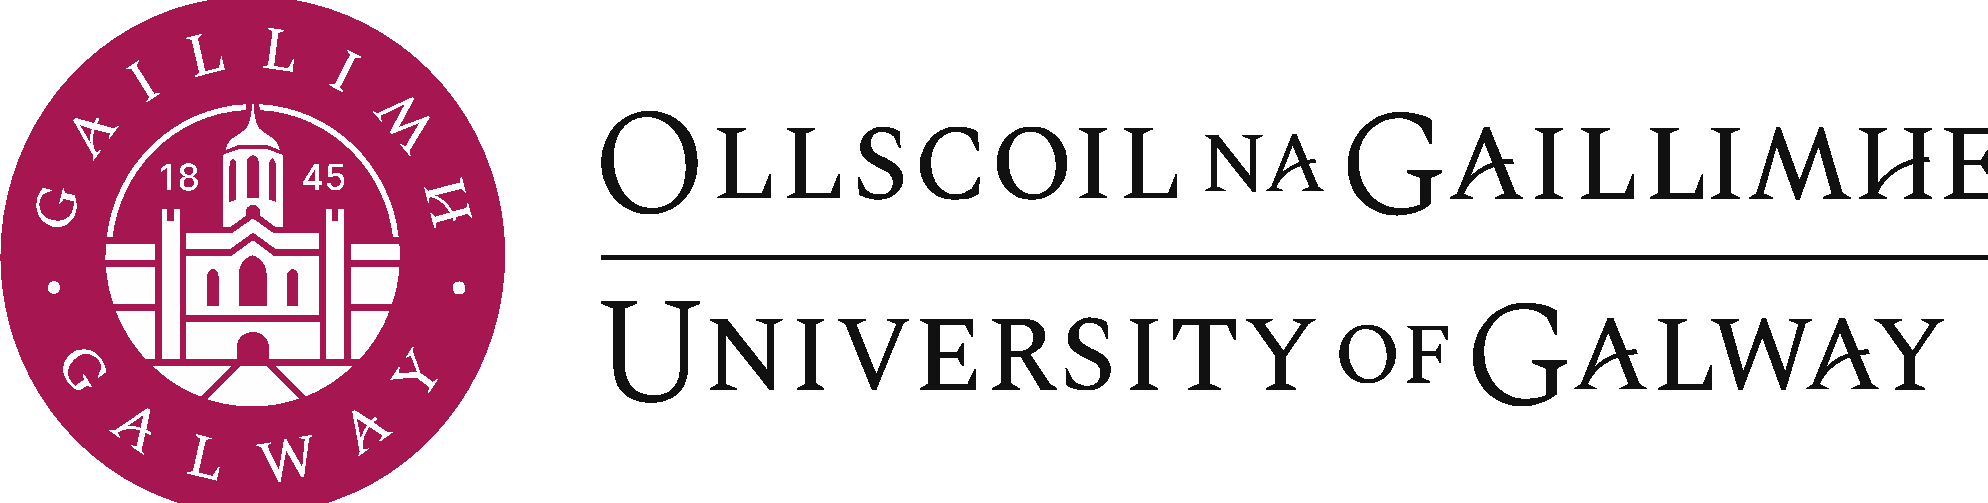 GAILLIMH
18 45
GALWAY
OLLSCOIL NA GAILLIMHE
UNIVERSITY OF GALWAY